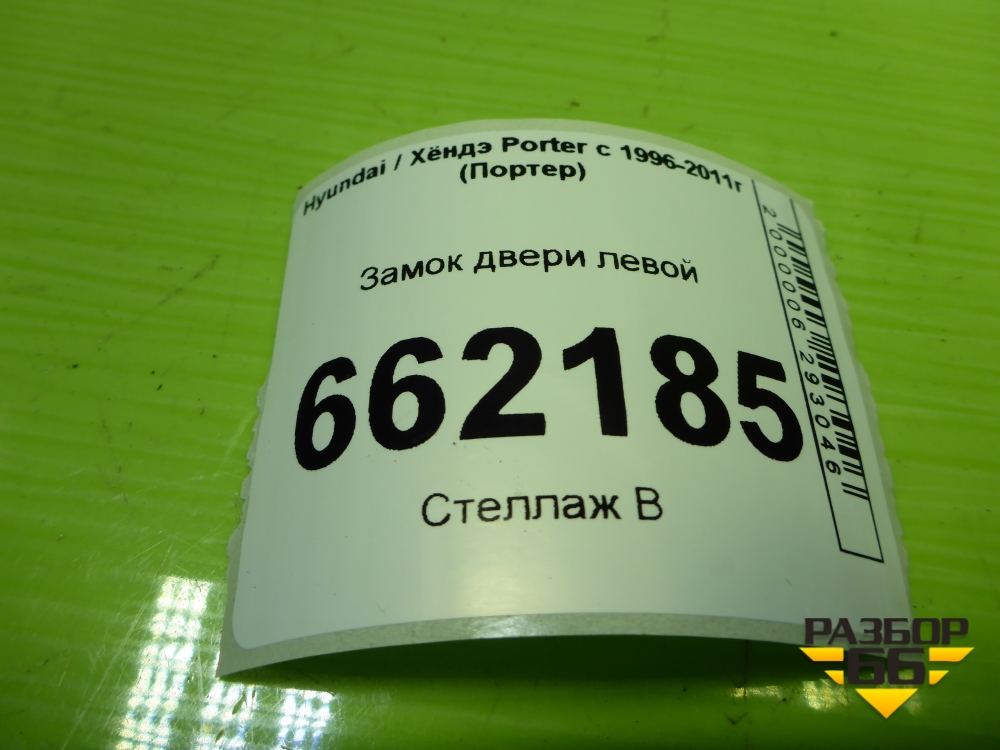 Hyundai / Хёндэ Porter с 1996-2011г
(Портер)
Замок двери левой
662185
Стеллаж В
2000006293046
РАЗБОР
66